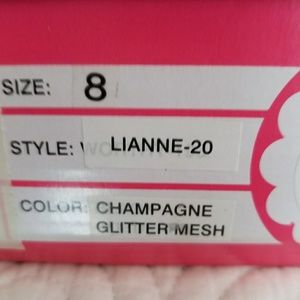 SIZE: 8
STYLE: LIANNE-20
COLOR: CHAMPAGNE
GLITTER MESH